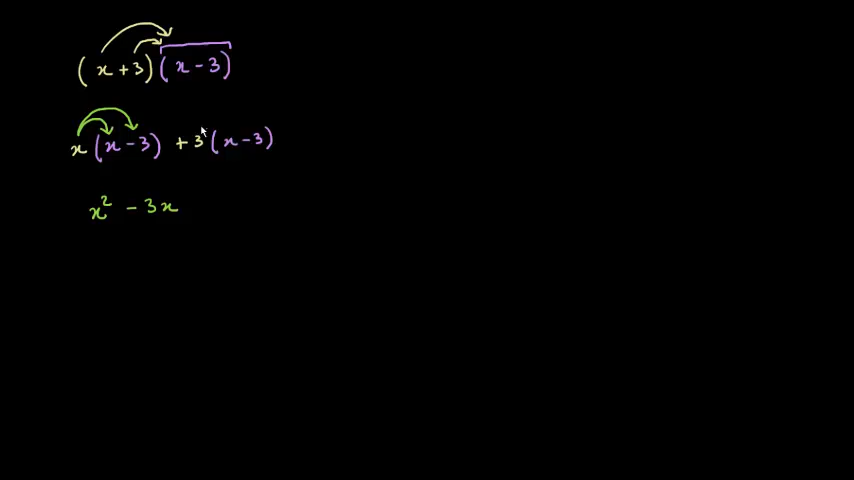 (x + 3)(x - 3)
x(x - 3) + 3(x - 3)
x² - 3x